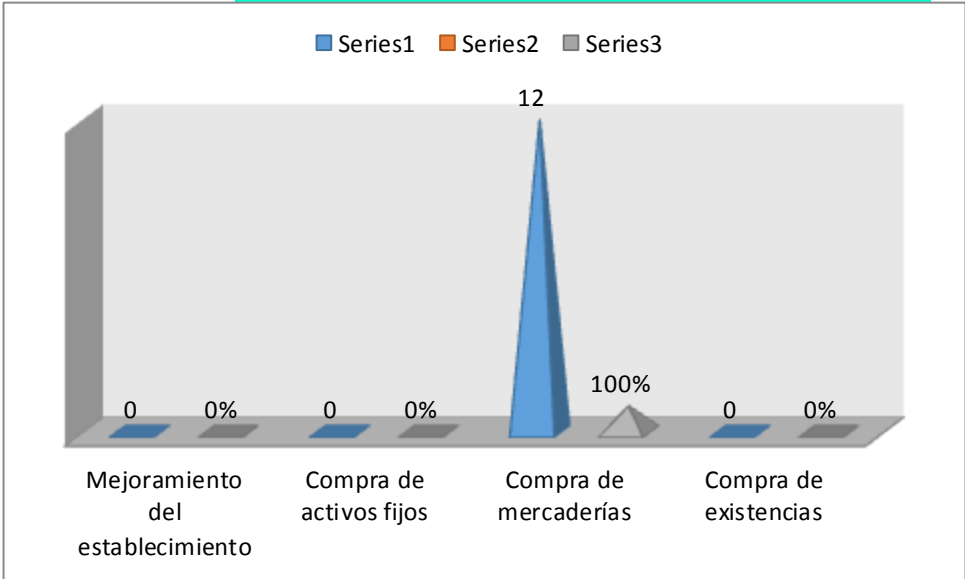 Series1 Series2 Series3
12
100%
0 0% 0 0% 0 0%
Mejoramiento
del
establecimiento
Compra de
activos fijos
Compra de
mercaderías
Compra de
existencias